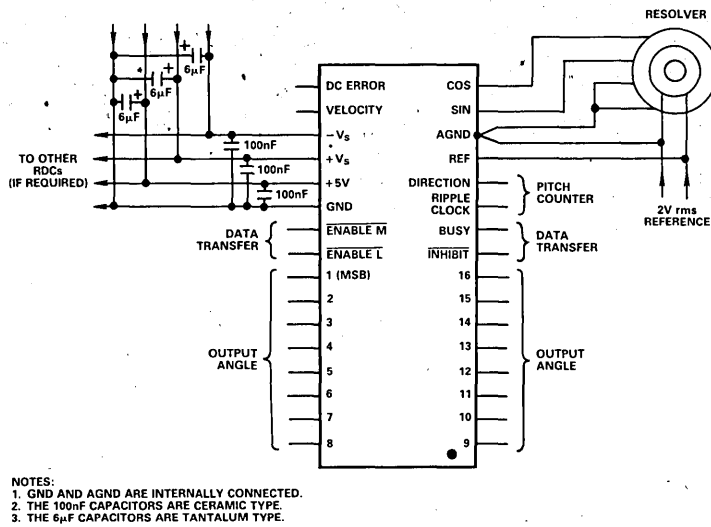 RESOLVER
+
6µF
+
6µF
+
6µF
DC ERROR
VELOCITY
−Vs
+Vs
+5V
GND
ENABLE M
ENABLE L
1 (MSB)
2
3
4
5
6
7
8
COS
SIN
AGND
REF
DIRECTION
RIPPLE
CLOCK
BUSY
INHIBIT
16
15
14
13
12
11
10
9
100nF
100nF
100nF
TO OTHER
RDCs
(IF REQUIRED)
DATA
TRANSFER
OUTPUT
ANGLE
PITCH
COUNTER
2V rms
REFERENCE
DATA
TRANSFER
OUTPUT
ANGLE
NOTES:
1. GND AND AGND ARE INTERNALLY CONNECTED.
2. THE 100nF CAPACITORS ARE CERAMIC TYPE.
3. THE 6µF CAPACITORS ARE TANTALUM TYPE.